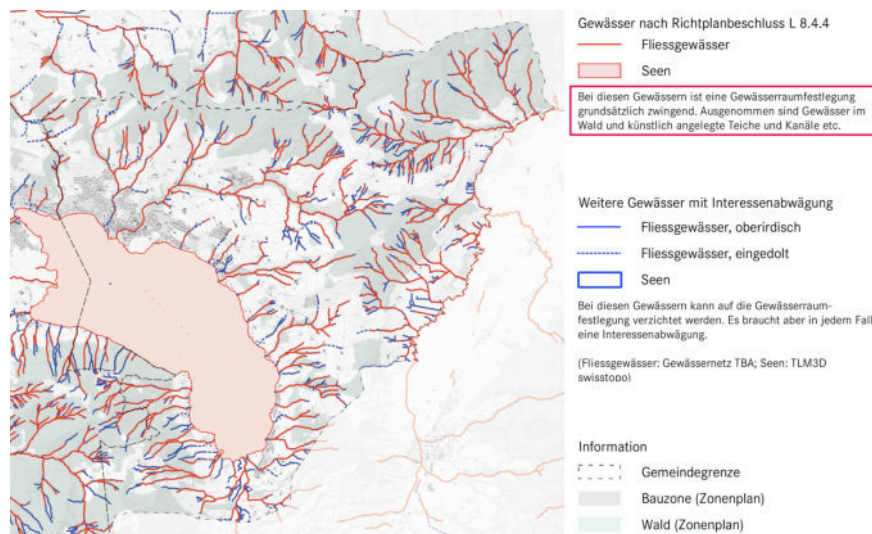 Gewässer nach Richtplanbeschluss L 8.4.4
Fliessgewässer
Seen
Bei diesen Gewässern ist eine Gewässerraumfestlegung
grundsätzlich zwingend. Ausgenommen sind Gewässer im
Wald und künstlich angelegte Teiche und Kanäle etc.
Weitere Gewässer mit Interessenabwägung
Fliessgewässer, oberirdisch
Fliessgewässer, eingedolt
Seen
Bei diesen Gewässern kann auf die Gewässerraum-
festlegung verzichtet werden. Es braucht aber in jedem Fall
eine Interessenabwägung.
(Fliessgewässer: Gewässernetz TBA; Seen: TLM3D
swisstopo)
Information
Gemeindegrenze
Bauzone (Zonenplan)
Wald (Zonenplan)